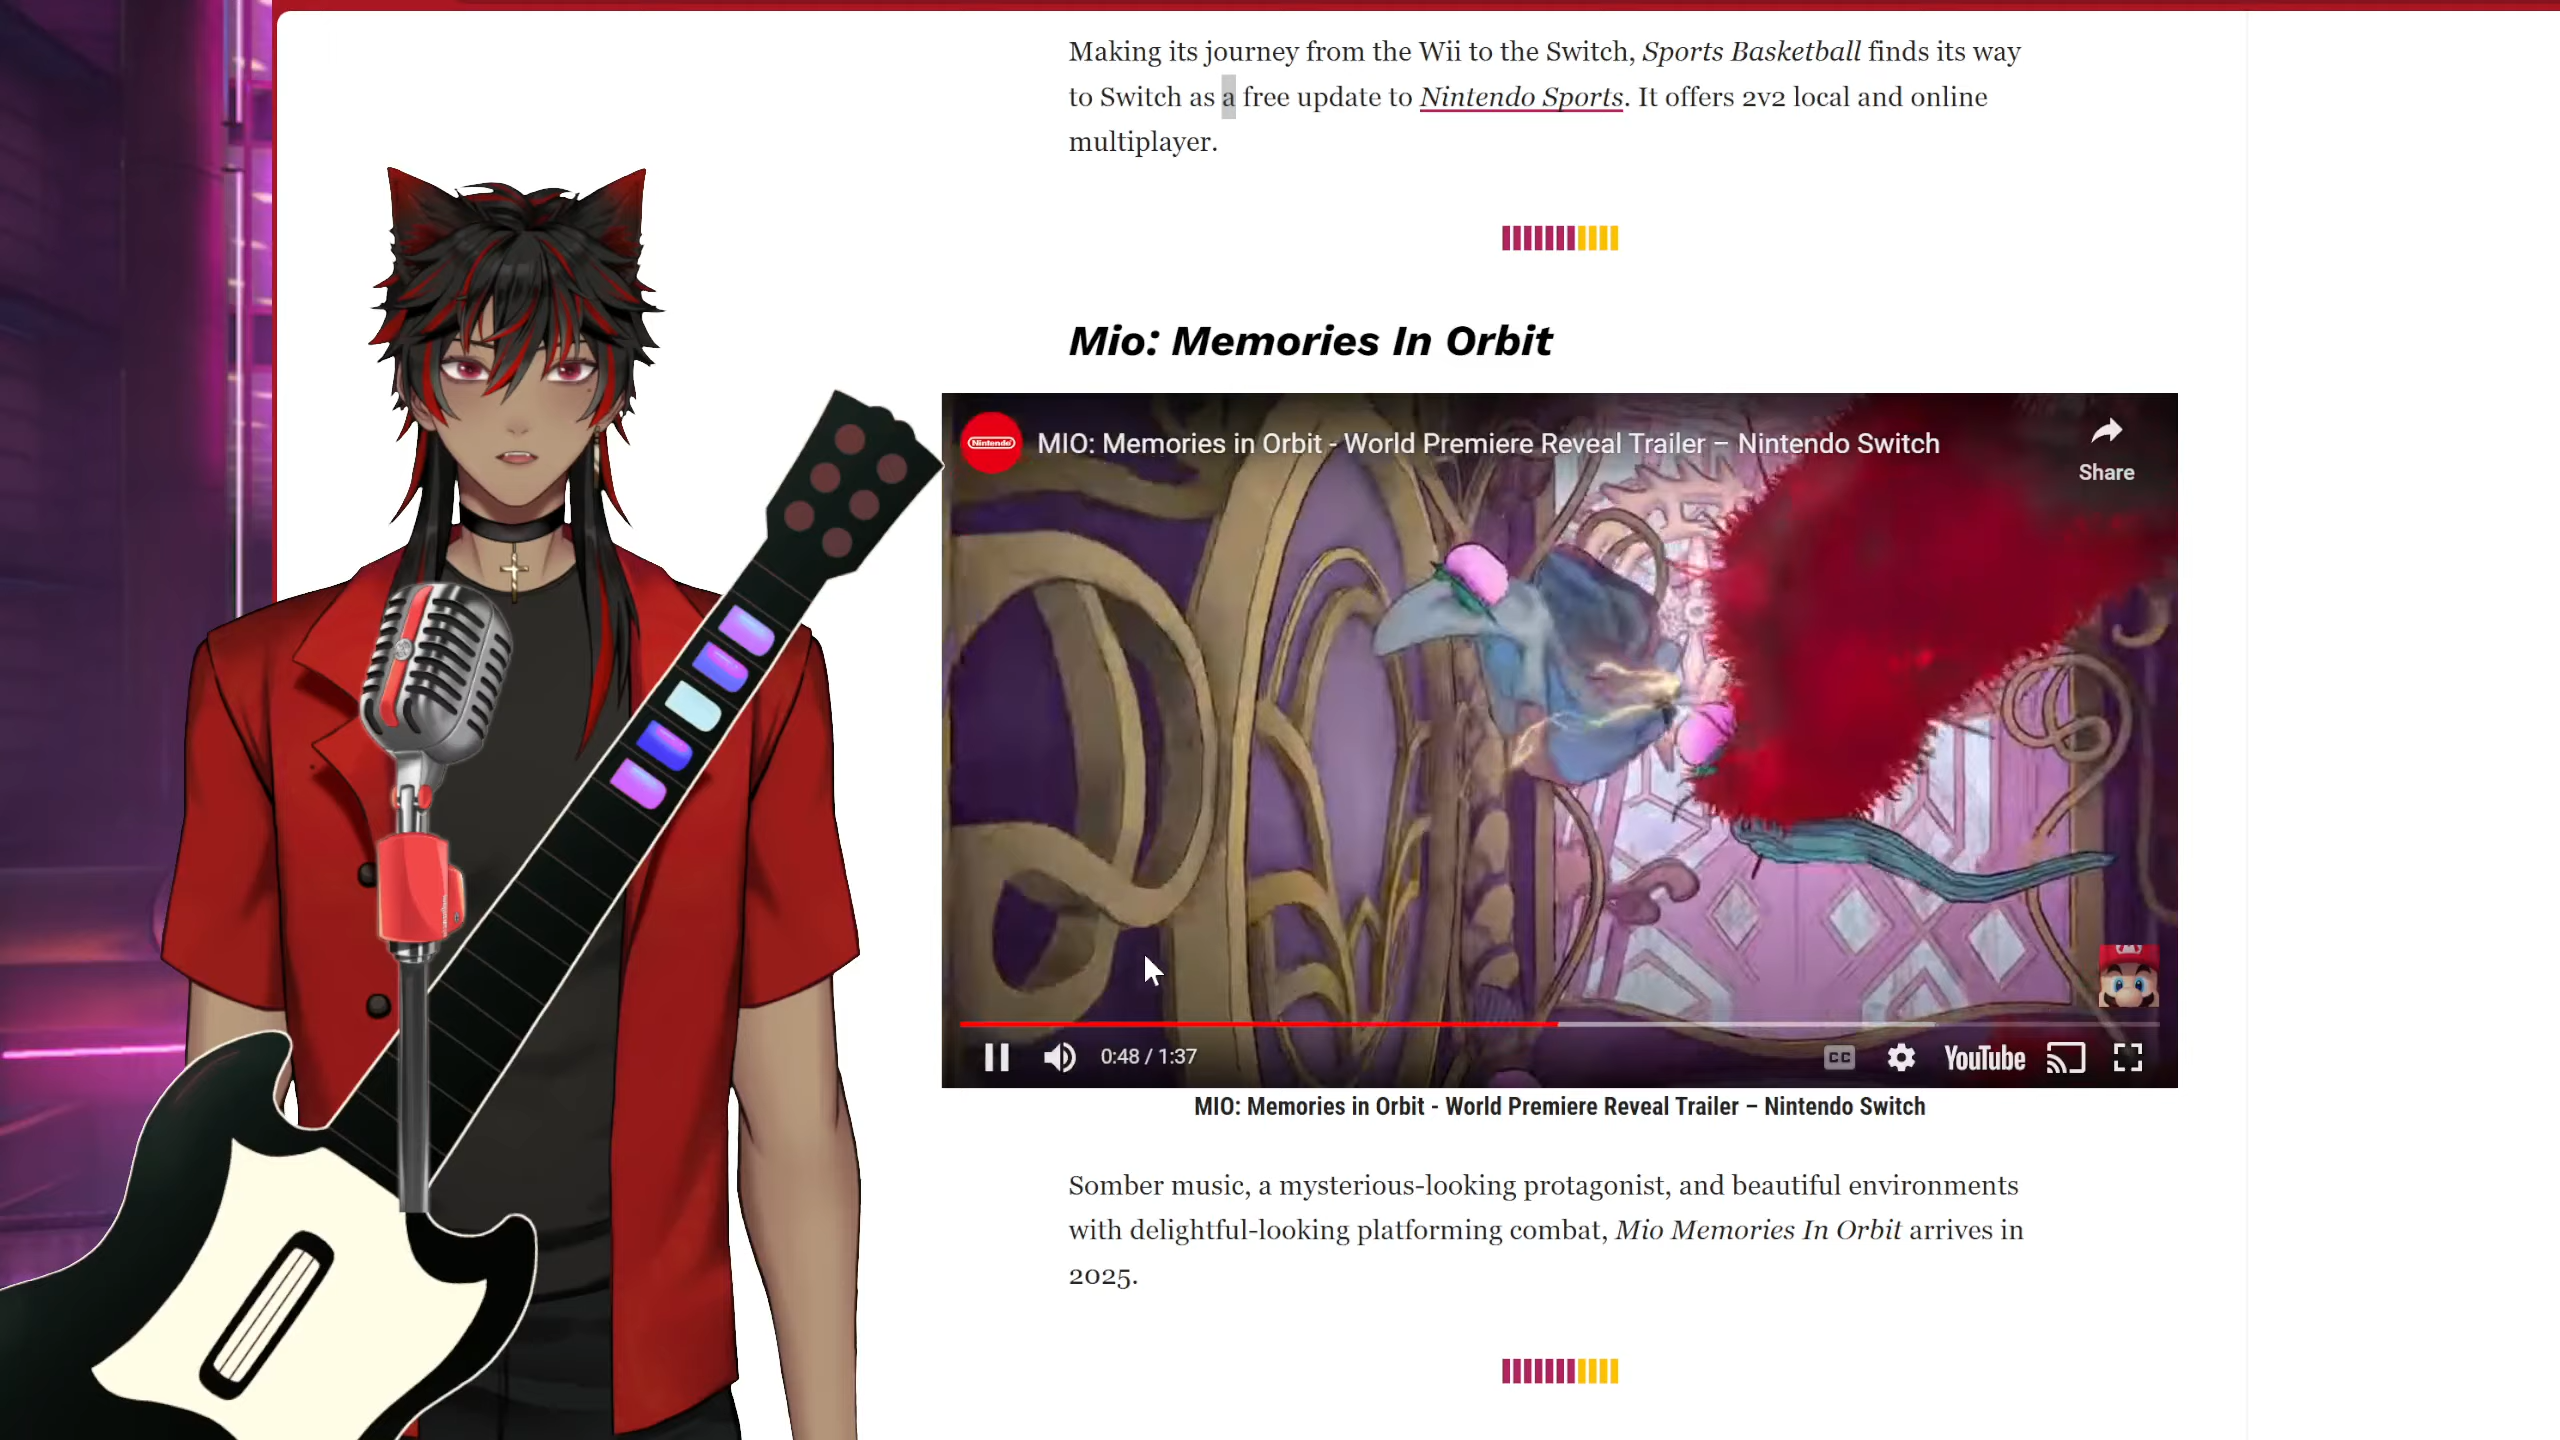 Making its journey from the Wii to the Switch, Sports Basketball finds its way
to Switch as a free update to Nintendo Sports. It offers 2v2 local and online
multiplayer.
Mio: Memories In Orbit
Nintendo
MIO: Memories in Orbit - World Premiere Reveal Trailer – Nintendo Switch
Share
0:48 / 1:37
CC
YouTube
MIO: Memories in Orbit - World Premiere Reveal Trailer – Nintendo Switch
Somber music, a mysterious-looking protagonist, and beautiful environments
with delightful-looking platforming combat, Mio Memories In Orbit arrives in
2025.